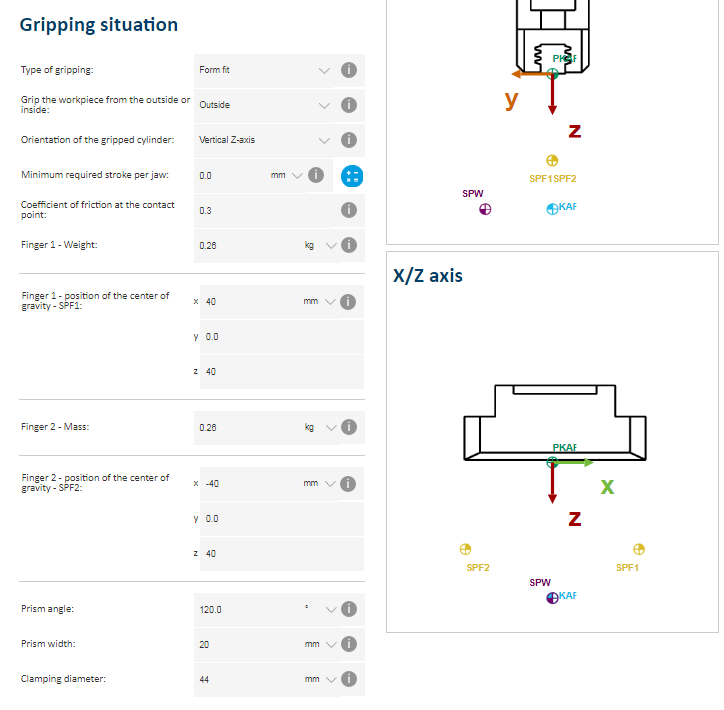 Gripping situation
Type of gripping: Form fit
Grip the workpiece from the outside or
inside: Outside
Orientation of the gripped cylinder: Vertical Z-axis
Minimum required stroke per jaw: 0.0 mm
Coefficient of friction at the contact
point: 0.3
Finger 1 - Weight: 0.26 kg
Finger 1 - position of the center of
gravity - SPF1:
x 40 mm
y 0.0
z 40
Finger 2 - Mass: 0.26 kg
Finger 2 - position of the center of
gravity - SPF2:
x -40 mm
y 0.0
z 40
Prism angle: 120.0 °
Prism width: 20 mm
Clamping diameter: 44 mm
PKAF
y
z
SPF1SPF2
SPW
KAF
X/Z axis
PKAF
x
z
SPF2
SPF1
SPW
KAF